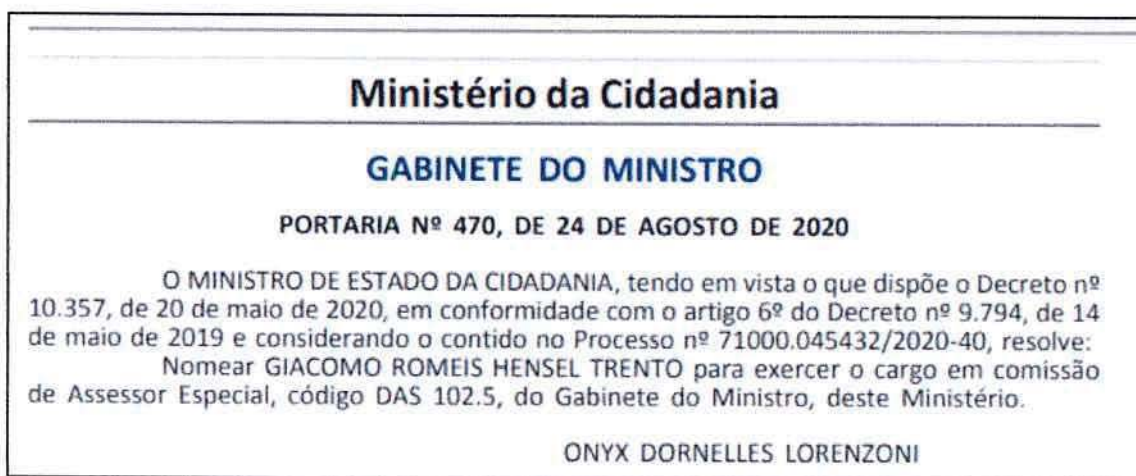 Ministério da Cidadania
GABINETE DO MINISTRO
PORTARIA Nº 470, DE 24 DE AGOSTO DE 2020
O MINISTRO DE ESTADO DA CIDADANIA, tendo em vista o que dispõe o Decreto nº
10.357, de 20 de maio de 2020, em conformidade com o artigo 6º do Decreto nº 9.794, de 14
de maio de 2019 e considerando o contido no Processo nº 71000.045432/2020-40, resolve:
Nomear GIACOMO ROMEIS HENSEL TRENTO para exercer o cargo em comissão
de Assessor Especial, código DAS 102.5, do Gabinete do Ministro, deste Ministério.
ONYX DORNELLES LORENZONI